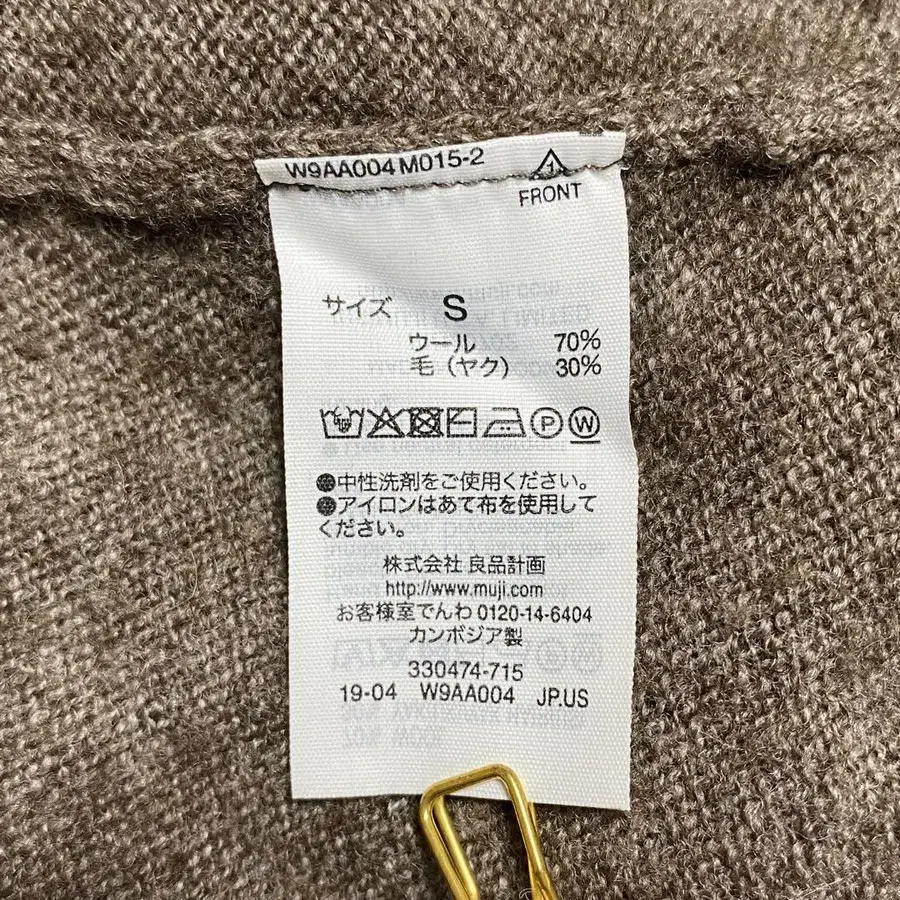 W9AA004 M015-2
1
FRONT
サイズ S
ウール 70%
毛（ヤク） 30%
P W
●中性洗剤をご使用ください。
●アイロンはあて布を使用して
ください。
株式会社 良品計画
http://www.muji.com
お客様室でんわ 0120-14-6404
カンボジア製
330474-715
19-04 W9AA004 JP.US